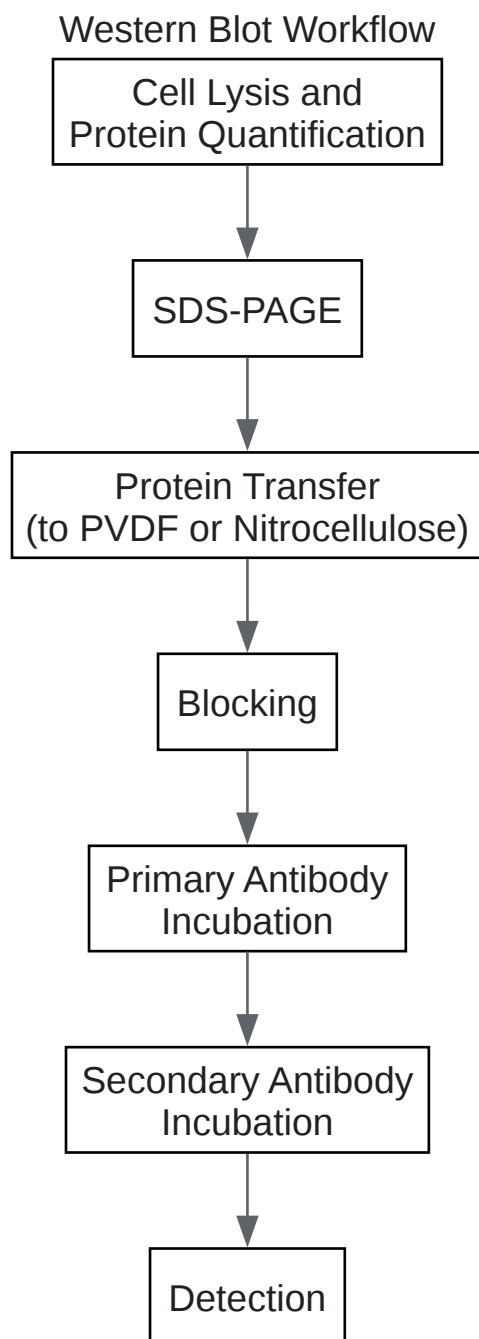 Western Blot Workflow
Cell Lysis and
Protein Quantification
SDS-PAGE
Protein Transfer
(to PVDF or Nitrocellulose)
Blocking
Primary Antibody
Incubation
Secondary Antibody
Incubation
Detection